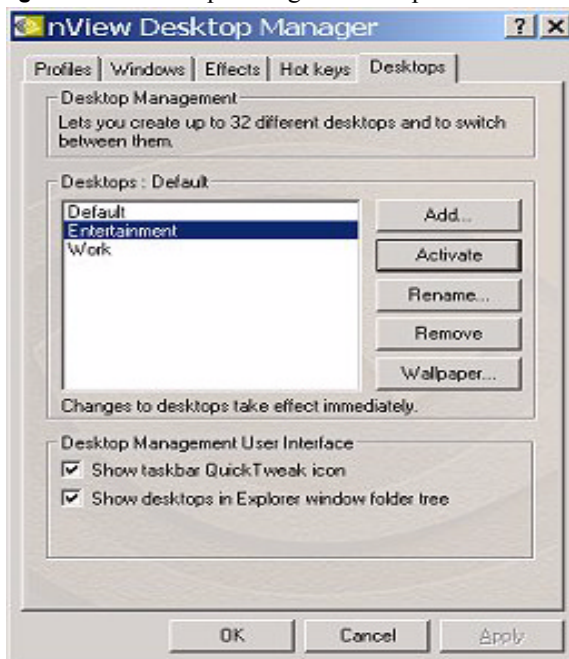 nView Desktop Manager
Profiles Windows Effects Hot keys Desktops
Desktop Management
Lets you create up to 32 different desktops and to switch
between them.
Desktops : Default
Default
Entertainment
Work
Add...
Activate
Rename...
Remove
Wallpaper...
Changes to desktops take effect immediately.
Desktop Management User Interface
Show taskbar QuickTweak icon
Show desktops in Explorer window folder tree
OK Cancel Apply